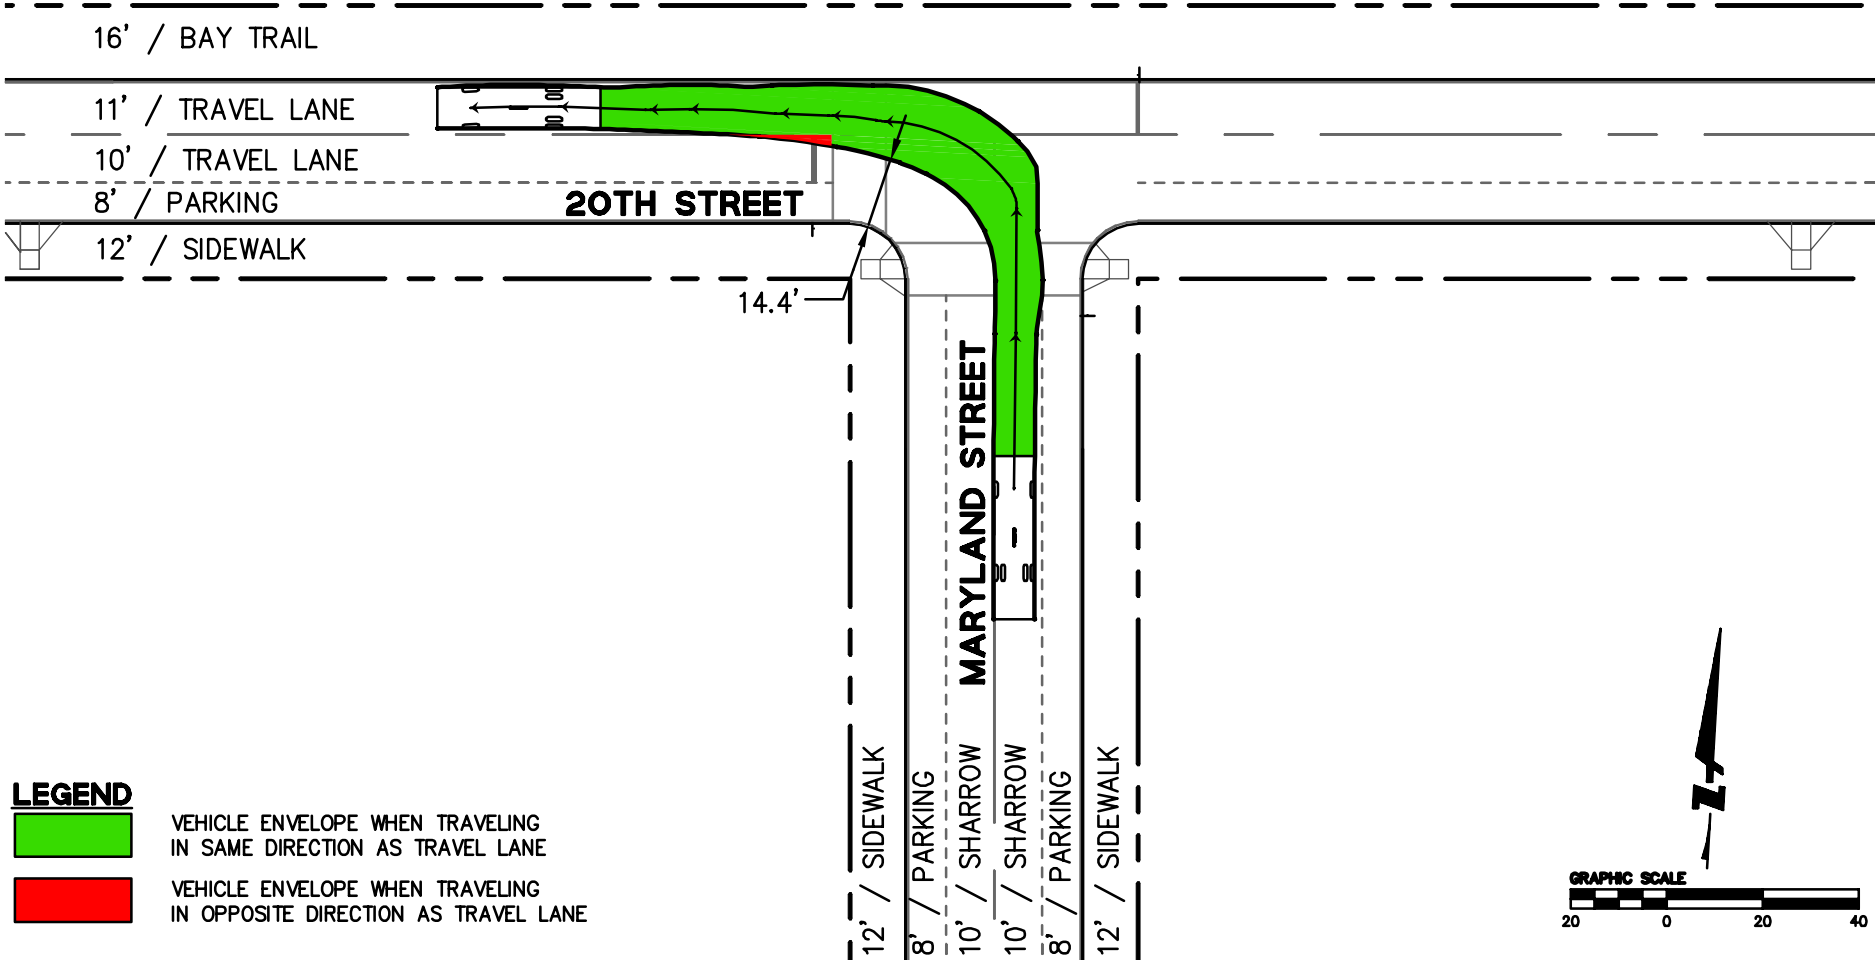 16' / BAY TRAIL
11' / TRAVEL LANE
10' / TRAVEL LANE
8' / PARKING
12' / SIDEWALK
20TH STREET
14.4'
MARYLAND STREET
12' / SIDEWALK
8' / PARKING
10' / SHARROW
10' / SHARROW
8' / PARKING
12' / SIDEWALK
LEGEND
VEHICLE ENVELOPE WHEN TRAVELING
IN SAME DIRECTION AS TRAVEL LANE
VEHICLE ENVELOPE WHEN TRAVELING
IN OPPOSITE DIRECTION AS TRAVEL LANE
N
GRAPHIC SCALE
20 0 20 40